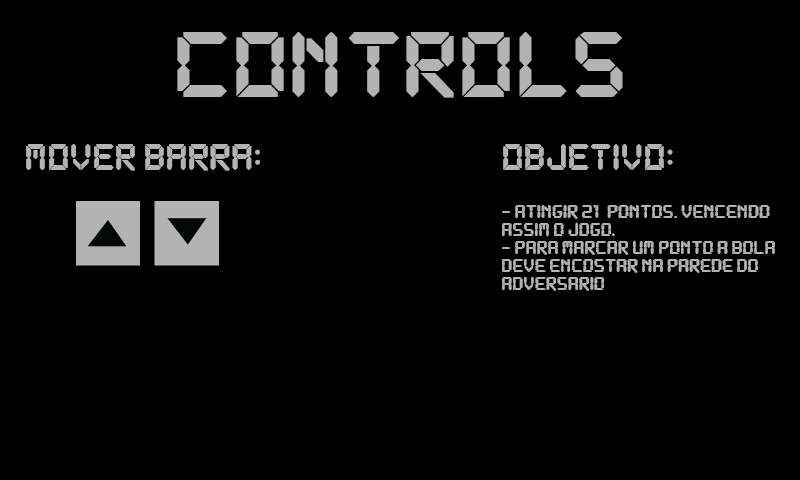 CONTROLS
MOVER BARRA:
OBJETIVO:
- ATINGIR 21 PONTOS. VENCENDO
ASSIM O JOGO.
- PARA MARCAR UM PONTO A BOLA
DEVE ENCOSTAR NA PAREDE DO
ADVERSARIO